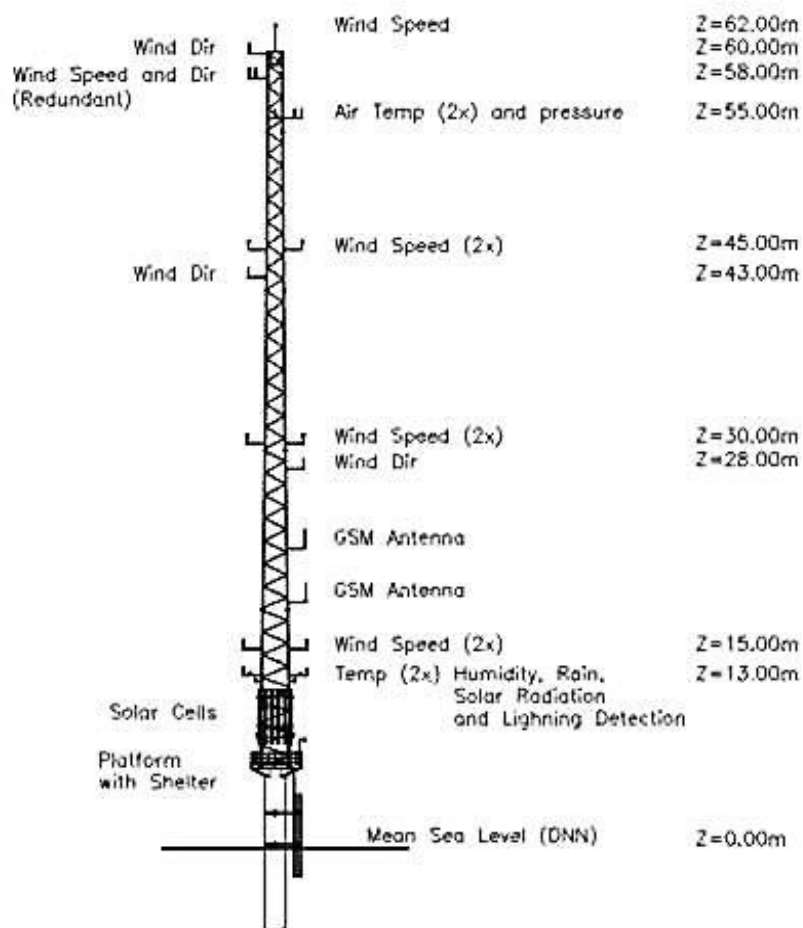 Wind Speed Z=62.00m
Wind Dir Z=60.00m
Wind Speed and Dir Z=58.00m
(Redundant)
Air Temp (2x) and pressure Z=55.00m
Wind Speed (2x) Z=45.00m
Wind Dir Z=43.00m
Wind Speed (2x) Z=30.00m
Wind Dir Z=28.00m
GSM Antenna
GSM Antenna
Wind Speed (2x) Z=15.00m
Temp (2x) Humidity, Rain, Z=13.00m
Solar Radiation
and Lighning Detection
Solar Cells
Platform
with Shelter
Mean Sea Level (DNN) Z=0.00m